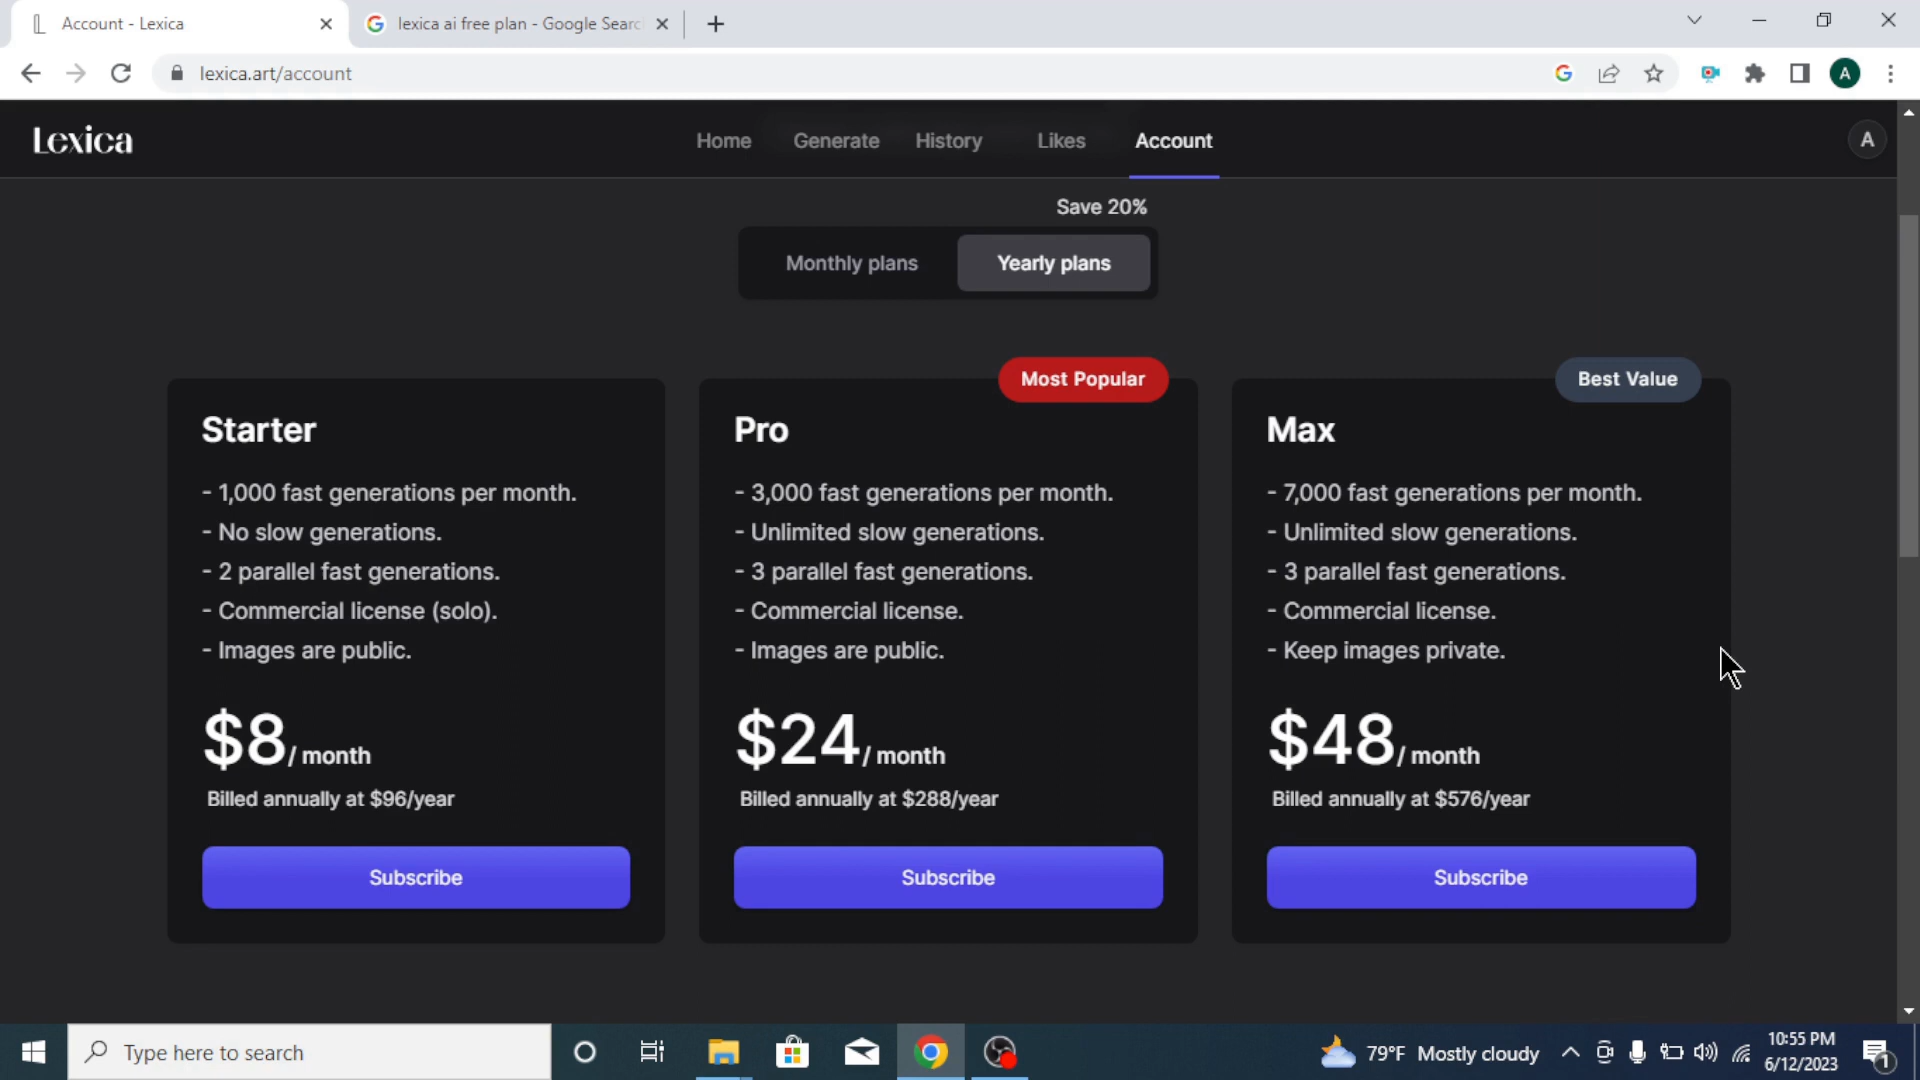 Account - Lexica
lexica ai free plan - Google Searc
lexica.art/account
A
Lexica
Home
Generate
History
Likes
Account
A
Save 20%
Monthly plans
Yearly plans
Most Popular
Best Value
Starter
- 1,000 fast generations per month.
- No slow generations.
- 2 parallel fast generations.
- Commercial license (solo).
- Images are public.
$8/ month
Billed annually at $96/year
Subscribe
Pro
- 3,000 fast generations per month.
- Unlimited slow generations.
- 3 parallel fast generations.
- Commercial license.
- Images are public.
$24/ month
Billed annually at $288/year
Subscribe
Max
- 7,000 fast generations per month.
- Unlimited slow generations.
- 3 parallel fast generations.
- Commercial license.
- Keep images private.
$48/ month
Billed annually at $576/year
Subscribe
Type here to search
79°F Mostly cloudy
10:55 PM
6/12/2023
1